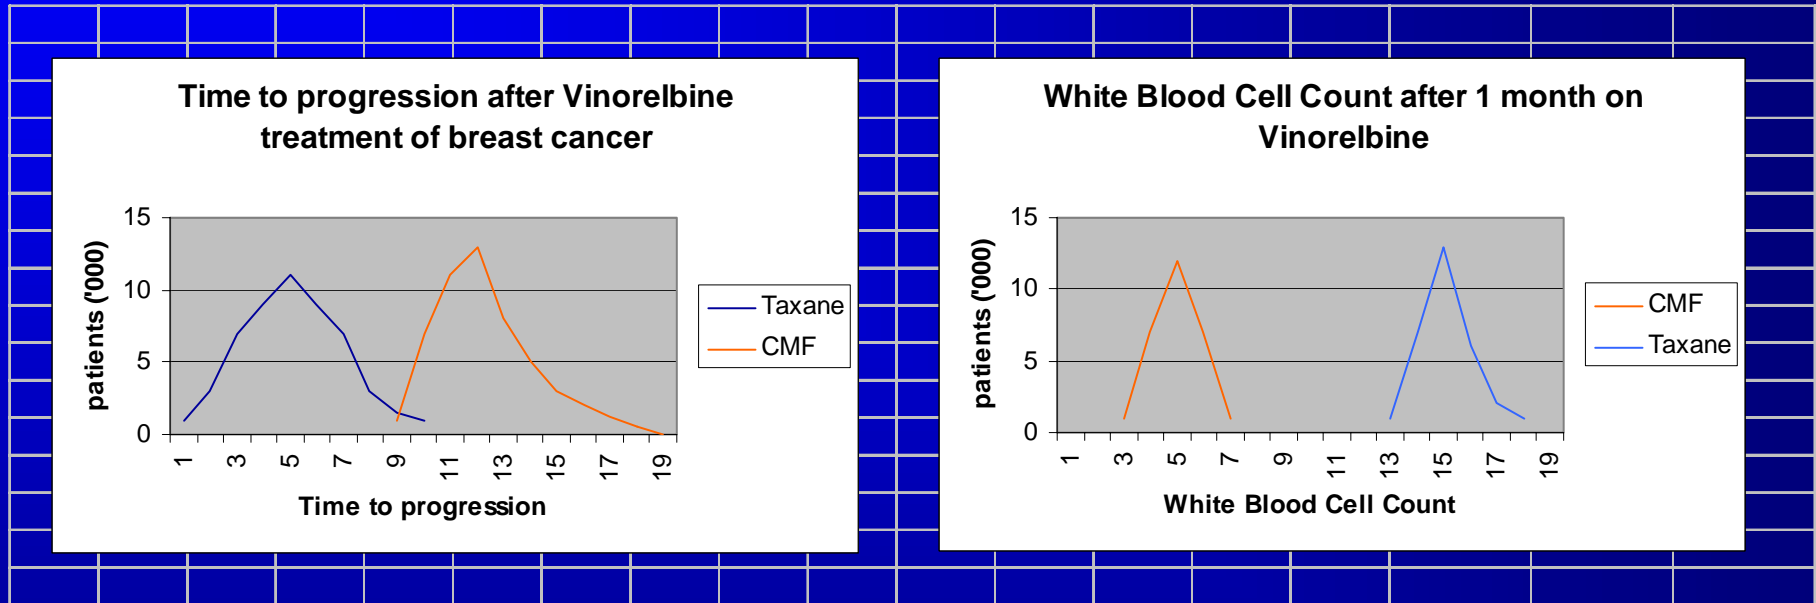 Time to progression after Vinorelbine
treatment of breast cancer
patients ('000)
15
10
5
0
1 3 5 7 9 11 13 15 17 19
Time to progression
Taxane
CMF
White Blood Cell Count after 1 month on
Vinorelbine
patients ('000)
15
10
5
0
1 3 5 7 9 11 13 15 17 19
White Blood Cell Count
CMF
Taxane